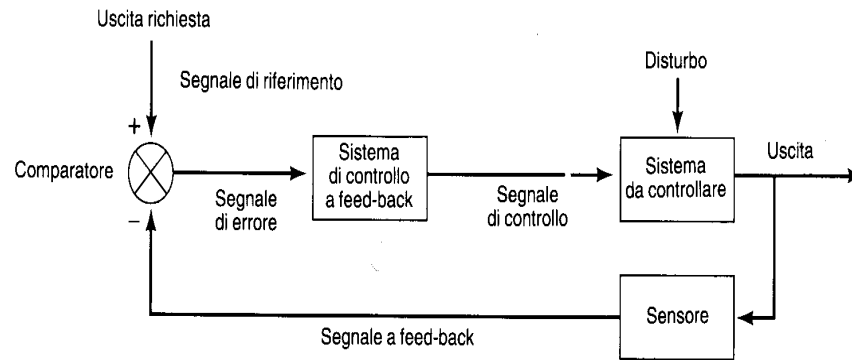 Uscita richiesta
Segnale di riferimento
Disturbo
+
Comparatore
Sistema
di controllo
a feed-back
Sistema
da controllare
Uscita
Segnale
di errore
Segnale
di controllo
−
Sensore
Segnale a feed-back